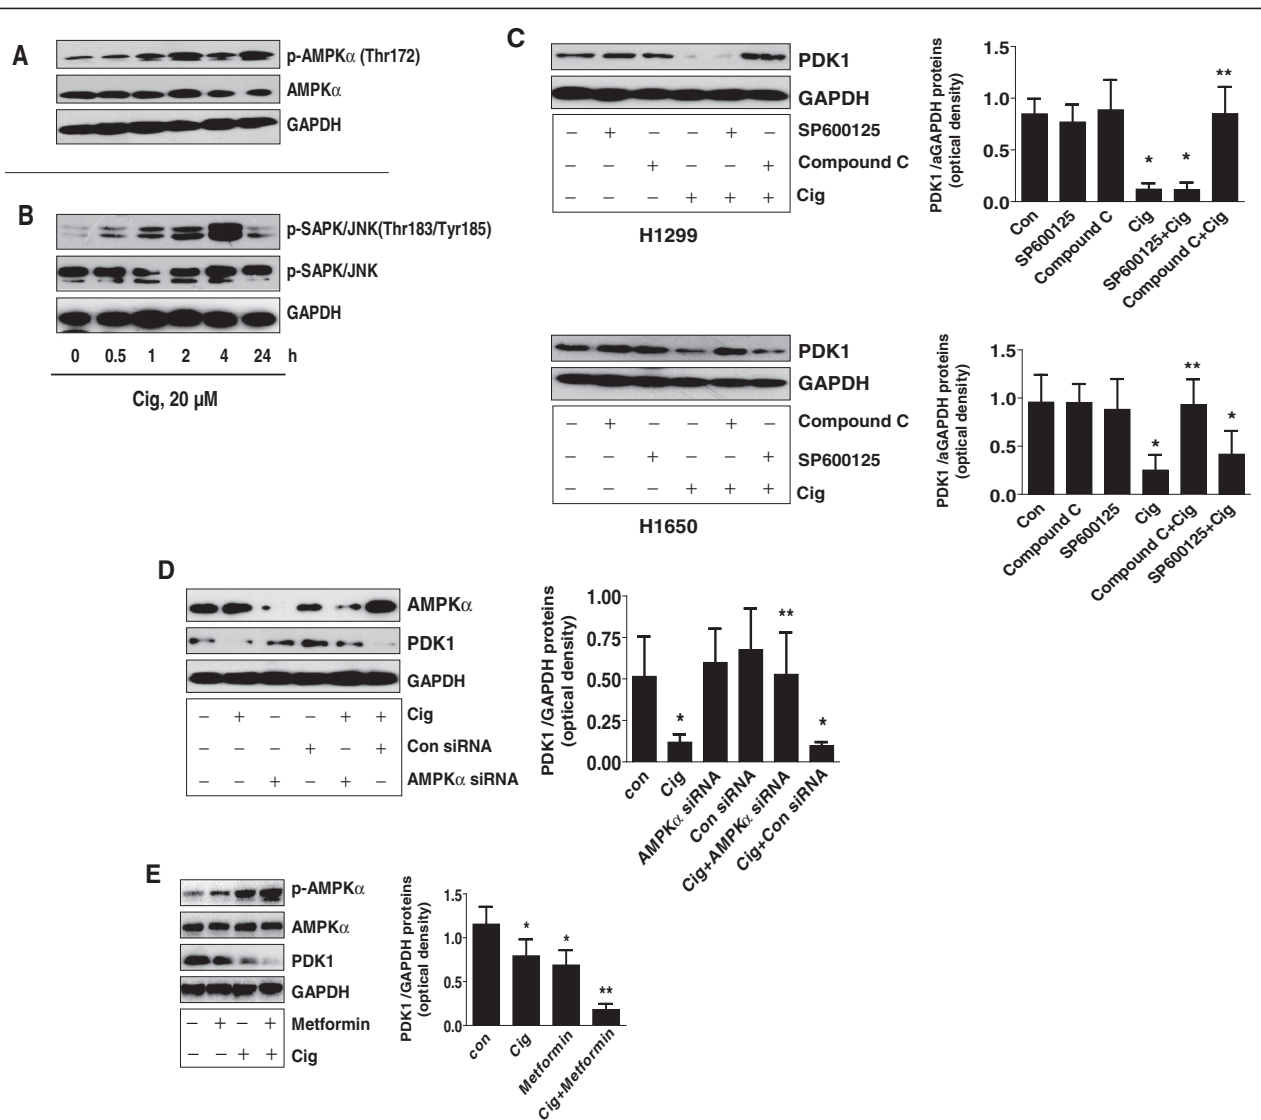 A
p-AMPKα (Thr172)
AMPKα
GAPDH
B
p-SAPK/JNK(Thr183/Tyr185)
p-SAPK/JNK
GAPDH
0 0.5 1 2 4 24 h
Cig, 20 µM
C
PDK1
GAPDH
– + – – + – SP600125
– – + – – + Compound C
– – – + + + Cig
H1299
PDK1 /aGAPDH proteins
(optical density)
1.5
1.0
0.5
0.0
* * **
Con
SP600125
Compound C
Cig
SP600125+Cig
Compound C+Cig
PDK1
GAPDH
– + – – + – Compound C
– – + – – + SP600125
– – – + + + Cig
H1650
PDK1 /aGAPDH proteins
(optical density)
1.5
1.0
0.5
0.0
* ** *
Con
Compound C
SP600125
Cig
Compound C+Cig
SP600125+Cig
D
AMPKα
PDK1
GAPDH
– + – – + + Cig
– – – + – + Con siRNA
– – + – + – AMPKα siRNA
PDK1 /GAPDH proteins
(optical density)
1.00
0.75
0.50
0.25
0.00
* ** *
con
Cig
AMPKα siRNA
Con siRNA
Cig+AMPKα siRNA
Cig+Con siRNA
E
p-AMPKα
AMPKα
PDK1
GAPDH
– + – + Metformin
– – + + Cig
PDK1 /GAPDH proteins
(optical density)
1.5
1.0
0.5
0.0
* * **
con
Cig
Metformin
Cig+Metformin